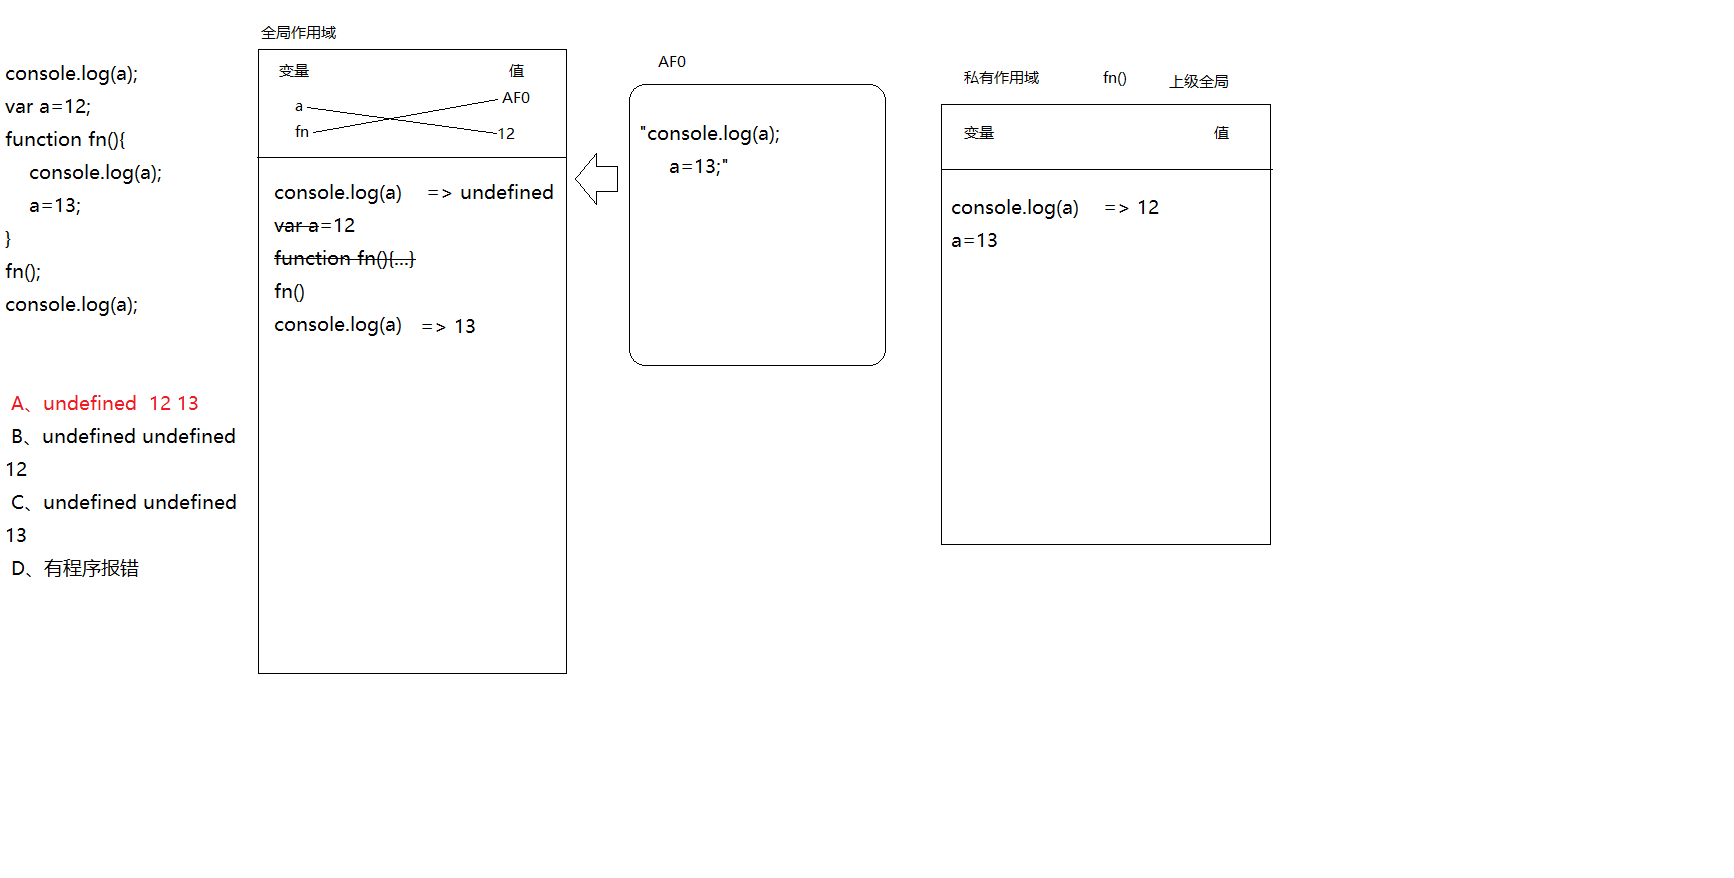 console.log(a);
var a=12;
function fn(){
console.log(a);
a=13;
}
fn();
console.log(a);
A、undefined  12 13
B、undefined undefined
12
C、undefined undefined
13
D、有程序报错
全局作用域
变量 值
a AF0
fn 12
console.log(a) => undefined
var a=12
function fn(){...}
fn()
console.log(a) => 13
AF0
"console.log(a);
a=13;"
私有作用域 fn() 上级全局
变量 值
console.log(a) => 12
a=13